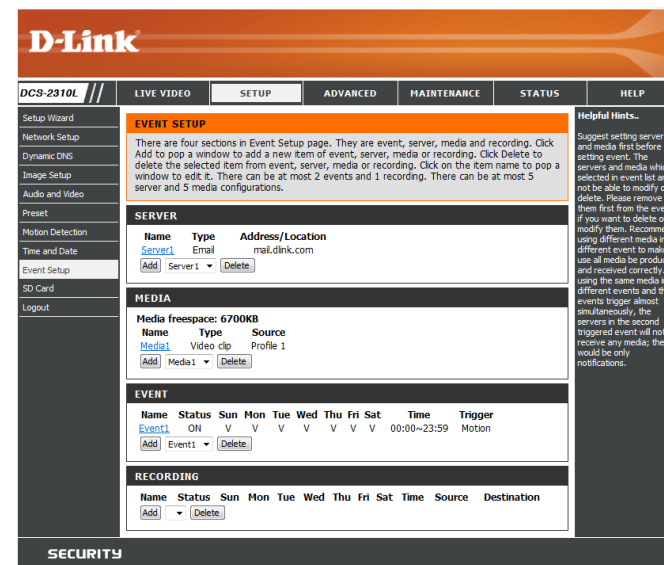 D-Link
DCS-2310L
LIVE VIDEO SETUP ADVANCED MAINTENANCE STATUS HELP
Setup Wizard
Network Setup
Dynamic DNS
Image Setup
Audio and Video
Preset
Motion Detection
Time and Date
Event Setup
SD Card
Logout
EVENT SETUP
There are four sections in Event Setup page. They are event, server, media and recording. Click
Add to pop a window to add a new item of event, server, media or recording. Click Delete to
delete the selected item from event, server, media or recording. Click on the item name to pop a
window to edit it. There can be at most 2 events and 1 recording. There can be at most 5
server and 5 media configurations.
SERVER
Name Type Address/Location
Server1 Email mail.dlink.com
Add Server1 Delete
MEDIA
Media freespace: 6700KB
Name Type Source
Media1 Video clip Profile 1
Add Media1 Delete
EVENT
Name Status Sun Mon Tue Wed Thu Fri Sat Time Trigger
Event1 ON V V V V V V V 00:00~23:59 Motion
Add Event1 Delete
RECORDING
Name Status Sun Mon Tue Wed Thu Fri Sat Time Source Destination
Add Delete
Helpful Hints..
Suggest setting server
and media first before
setting event. The
servers and media
selected in event list
not be able to modify
delete. Please remove
them first from the
if you want to delete
modify them.
using different media
different event to
use all media be
and received correctly.
using the same media
different events and
events trigger almost
simultaneously, the
servers in the second
triggered event will not
receive any media;
would be only
notifications.
SECURITY